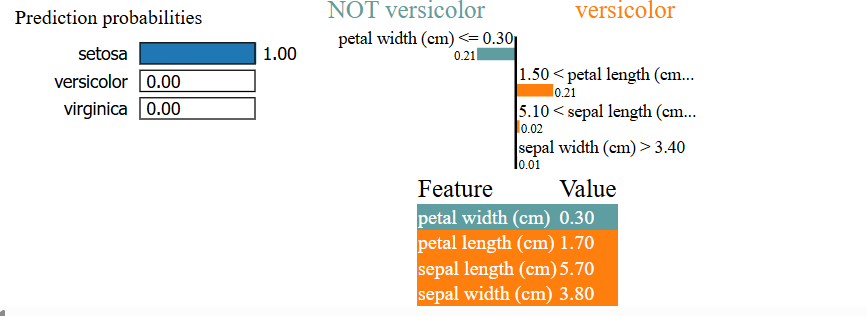 Prediction probabilities
setosa 1.00
versicolor 0.00
virginica 0.00
NOT versicolor versicolor
petal width (cm) <= 0.30
0.21
1.50 < petal length (cm...
0.21
5.10 < sepal length (cm...
0.02
sepal width (cm) > 3.40
0.01
Feature Value
petal width (cm) 0.30
petal length (cm) 1.70
sepal length (cm) 5.70
sepal width (cm) 3.80